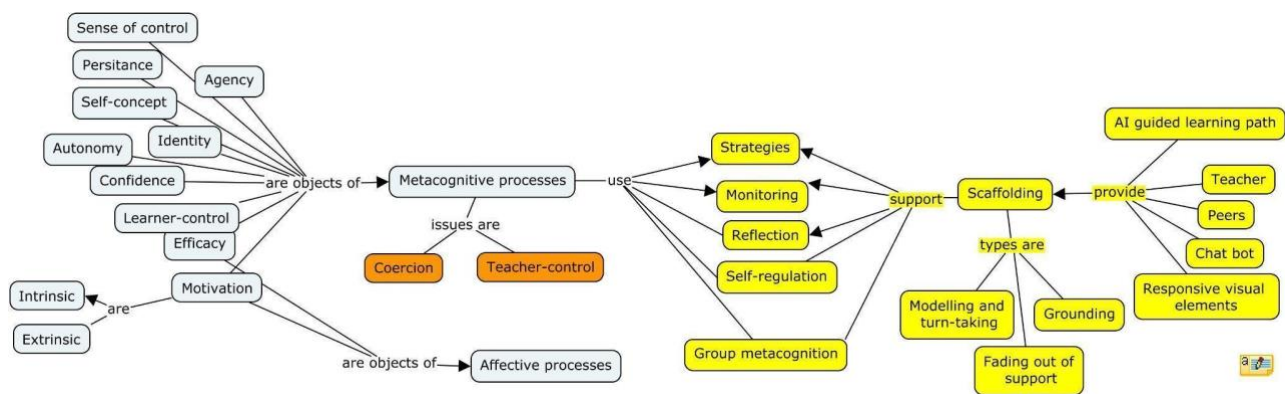 Sense of control
Persitance
Agency
Self-concept
Identity
Autonomy
Confidence
Learner-control
Efficacy
Motivation
Intrinsic
are
Extrinsic
are objects of
Metacognitive processes
issues are
Coercion
Teacher-control
are objects of
Affective processes
use
Strategies
Monitoring
Reflection
Self-regulation
Group metacognition
support
Scaffolding
types are
Modelling and
turn-taking
Grounding
Fading out of
support
provide
AI guided learning path
Teacher
Peers
Chat bot
Responsive visual
elements
a